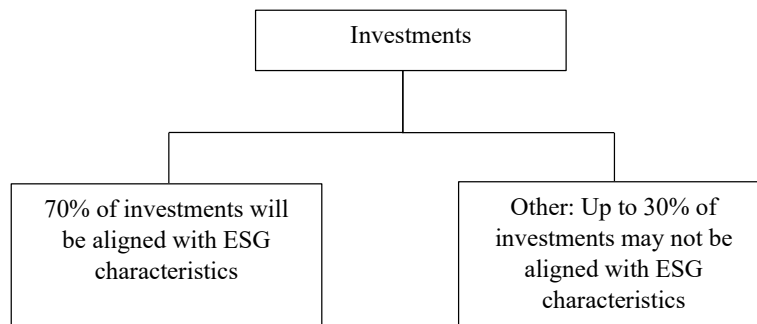 Investments
70% of investments will
be aligned with ESG
characteristics
Other: Up to 30% of
investments may not be
aligned with ESG
characteristics